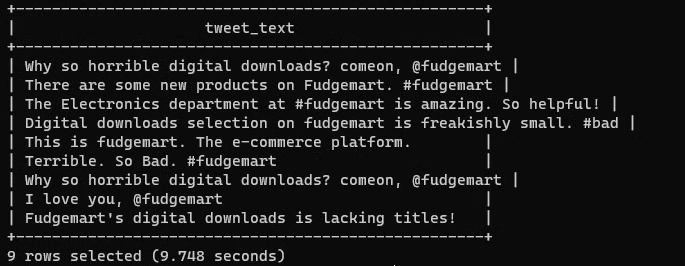 +--------------------------------------------------+
|                    tweet_text                    |
+--------------------------------------------------+
| Why so horrible digital downloads? comeon, @fudgemart |
| There are some new products on Fudgemart. #fudgemart |
| The Electronics department at #fudgemart is amazing. So helpful! |
| Digital downloads selection on fudgemart is freakishly small. #bad |
| This is fudgemart. The e-commerce platform.        |
| Terrible. So Bad. #fudgemart                       |
| Why so horrible digital downloads? comeon, @fudgemart |
| I love you, @fudgemart                             |
| Fudgemart's digital downloads is lacking titles!   |
+--------------------------------------------------+
9 rows selected (9.748 seconds)